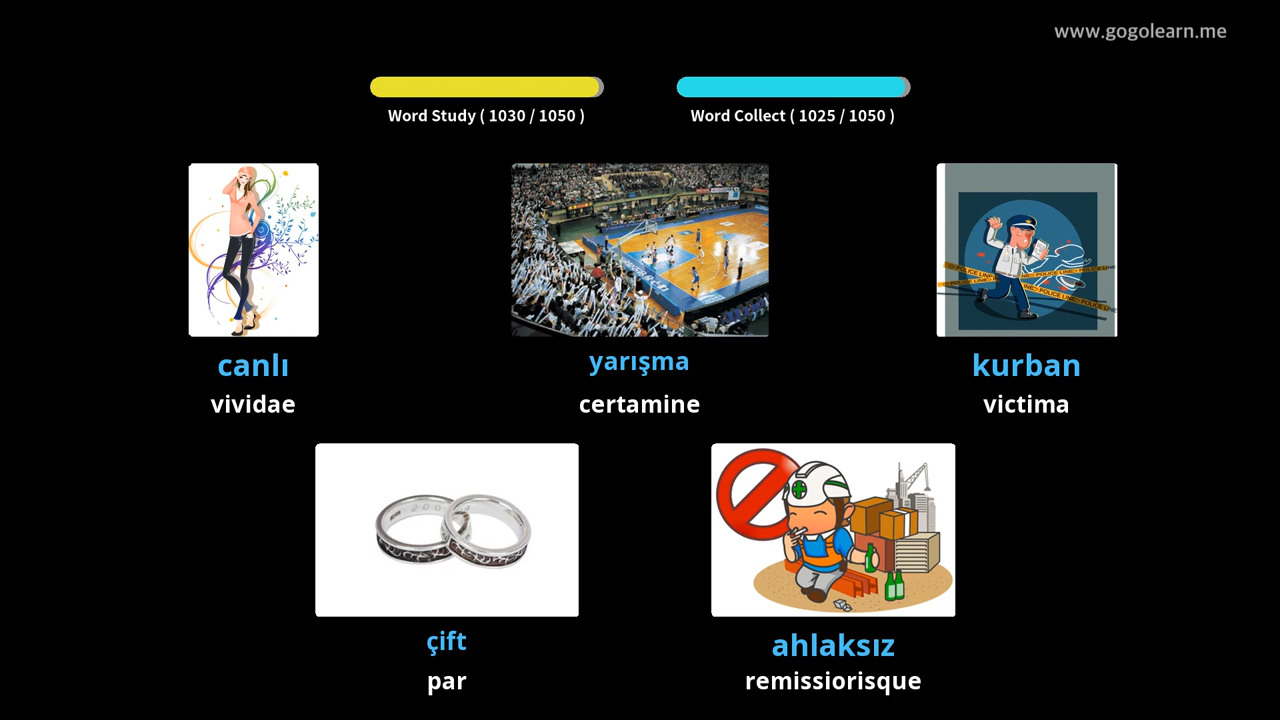 www.gogolearn.me
Word Study ( 1030 / 1050 )
Word Collect ( 1025 / 1050 )
canlı
vividae
yarışma
certamine
kurban
victima
çift
par
ahlaksız
remissiorisque